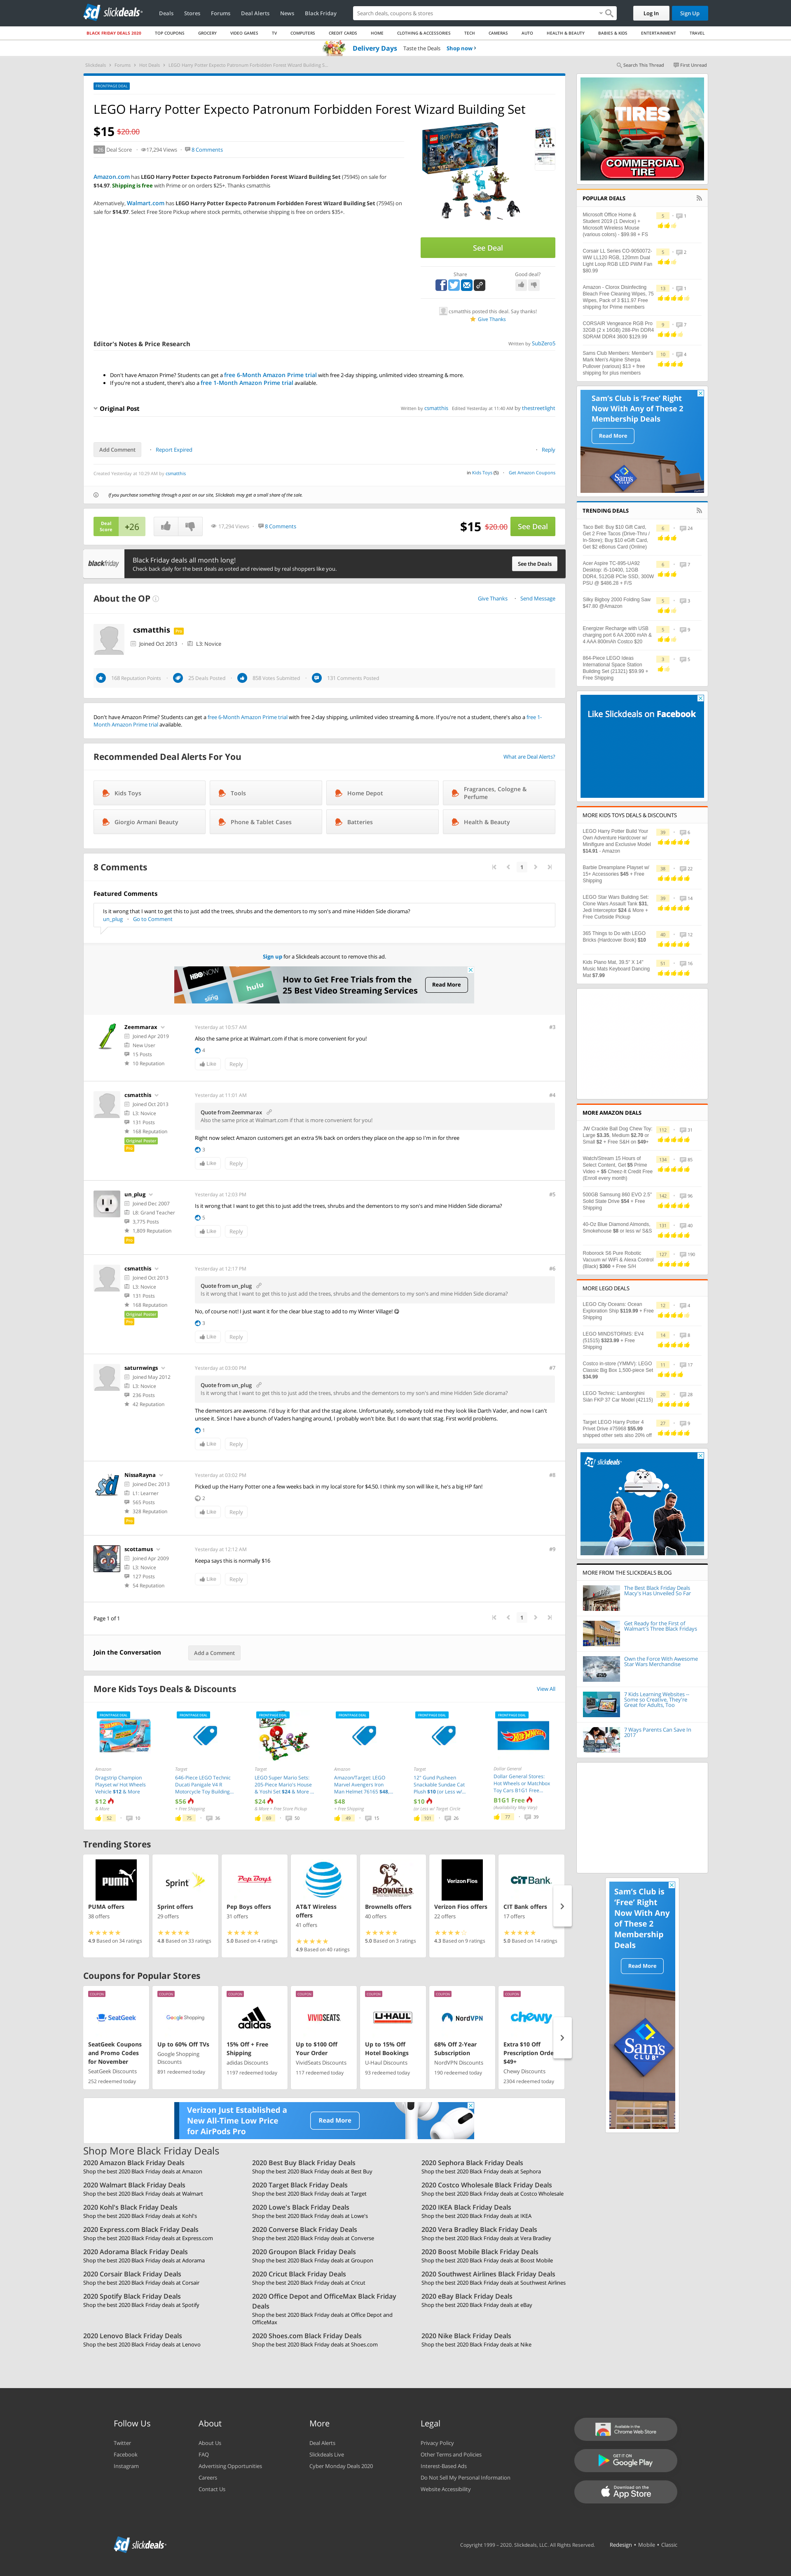 slickdeals
Deals
Stores
Forums
Deal Alerts
News
Black Friday
Search deals, coupons & stores
Log In
Sign Up
BLACK FRIDAY DEALS 2020
TOP COUPONS
GROCERY
VIDEO GAMES
TV
COMPUTERS
CREDIT CARDS
HOME
CLOTHING & ACCESSORIES
TECH
CAMERAS
AUTO
HEALTH & BEAUTY
BABIES & KIDS
ENTERTAINMENT
TRAVEL
Delivery Days Taste the Deals Shop now ›
Slickdeals > Forums > Hot Deals > LEGO Harry Potter Expecto Patronum Forbidden Forest Wizard Building S...
Search This Thread
First Unread
FRONTPAGE DEAL
LEGO Harry Potter Expecto Patronum Forbidden Forest Wizard Building Set
$15 $20.00
+26 Deal Score
17,294 Views
8 Comments
Amazon.com has LEGO Harry Potter Expecto Patronum Forbidden Forest Wizard Building Set (75945) on sale for
$14.97. Shipping is free with Prime or on orders $25+. Thanks csmatthis
Alternatively, Walmart.com has LEGO Harry Potter Expecto Patronum Forbidden Forest Wizard Building Set (75945) on
sale for $14.97. Select Free Store Pickup where stock permits, otherwise shipping is free on orders $35+.
See Deal
Share
Good deal?
csmatthis posted this deal. Say thanks!
Give Thanks
Editor's Notes & Price Research
Written by SubZero5
Don't have Amazon Prime? Students can get a free 6-Month Amazon Prime trial with free 2-day shipping, unlimited video streaming & more.
If you're not a student, there's also a free 1-Month Amazon Prime trial available.
Original Post
Written by csmatthis Edited Yesterday at 11:40 AM by thestreetlight
Add Comment
Report Expired
Reply
Created Yesterday at 10:29 AM by csmatthis
in Kids Toys (5)
Get Amazon Coupons
If you purchase something through a post on our site, Slickdeals may get a small share of the sale.
Deal
Score
+26
17,294 Views
8 Comments
$15 $20.00
See Deal
blackfriday
Black Friday deals all month long!
Check back daily for the best deals as voted and reviewed by real shoppers like you.
See the Deals
About the OP
Give Thanks
Send Message
csmatthis Pro
Joined Oct 2013
L3: Novice
168 Reputation Points
25 Deals Posted
858 Votes Submitted
131 Comments Posted
Don't have Amazon Prime? Students can get a free 6-Month Amazon Prime trial with free 2-day shipping, unlimited video streaming & more. If you're not a student, there's also a free 1-
Month Amazon Prime trial available.
Recommended Deal Alerts For You
What are Deal Alerts?
Kids Toys
Tools
Home Depot
Fragrances, Cologne &
Perfume
Giorgio Armani Beauty
Phone & Tablet Cases
Batteries
Health & Beauty
8 Comments
1
Featured Comments
Is it wrong that I want to get this to just add the trees, shrubs and the dementors to my son's and mine Hidden Side diorama?
un_plug
Go to Comment
Sign up for a Slickdeals account to remove this ad.
HBO NOW
sling
hulu
How to Get Free Trials from the
25 Best Video Streaming Services
Read More
Zeemmarax
Joined Apr 2019
New User
15 Posts
10 Reputation
Yesterday at 10:57 AM
#3
Also the same price at Walmart.com if that is more convenient for you!
4
Like
Reply
csmatthis
Joined Oct 2013
L3: Novice
131 Posts
168 Reputation
Original Poster
Pro
Yesterday at 11:01 AM
#4
Quote from Zeemmarax
Also the same price at Walmart.com if that is more convenient for you!
Right now select Amazon customers get an extra 5% back on orders they place on the app so I'm in for three
3
Like
Reply
un_plug
Joined Dec 2007
L8: Grand Teacher
3,775 Posts
1,809 Reputation
Pro
Yesterday at 12:03 PM
#5
Is it wrong that I want to get this to just add the trees, shrubs and the dementors to my son's and mine Hidden Side diorama?
5
Like
Reply
csmatthis
Joined Oct 2013
L3: Novice
131 Posts
168 Reputation
Original Poster
Pro
Yesterday at 12:17 PM
#6
Quote from un_plug
Is it wrong that I want to get this to just add the trees, shrubs and the dementors to my son's and mine Hidden Side diorama?
No, of course not! I just want it for the clear blue stag to add to my Winter Village!
3
Like
Reply
saturnwings
Joined May 2012
L3: Novice
236 Posts
42 Reputation
Yesterday at 03:00 PM
#7
Quote from un_plug
Is it wrong that I want to get this to just add the trees, shrubs and the dementors to my son's and mine Hidden Side diorama?
The dementors are awesome. I'd buy it for that and the stag alone. Unfortunately, somebody told me they look like Darth Vader, and now I can't
unsee it. Since I have a bunch of Vaders hanging around, I probably won't bite. But I do want that stag. First world problems.
1
Like
Reply
NissaRayna
Joined Dec 2013
L1: Learner
565 Posts
328 Reputation
Pro
Yesterday at 03:02 PM
#8
Picked up the Harry Potter one a few weeks back in my local store for $4.50. I think my son will like it, he's a big HP fan!
2
Like
Reply
scottamus
Joined Apr 2009
L3: Novice
127 Posts
54 Reputation
Yesterday at 12:12 AM
#9
Keepa says this is normally $16
Like
Reply
Page 1 of 1
1
Join the Conversation
Add a Comment
More Kids Toys Deals & Discounts
View All
Amazon
Dragstrip Champion
Playset w/ Hot Wheels
Vehicle $12 & More
$12
& More
52
10
Target
646-Piece LEGO Technic
Ducati Panigale V4 R
Motorcycle Toy Building...
$56
+ Free Shipping
75
36
Target
LEGO Super Mario Sets:
205 Piece Mario's House
& Yoshi Set $24 & More ...
$24
& More + Free Store Pickup
69
50
Amazon
Amazon/Target: LEGO
Marvel Avengers Iron
Man Helmet 76165 $48...
$48
+ Free Shipping
49
15
Target
12" Gund Pusheen
Snackable Sundae Cat
Plush $10 (or Less w/...
$10
(or Less w/ Target Circle
101
26
Dollar General
Dollar General Stores:
Hot Wheels or Matchbox
Toy Cars B1G1 Free...
B1G1 Free
(Availability May Vary)
77
39
Trending Stores
PUMA offers
38 offers
4.9 Based on 34 ratings
Sprint offers
29 offers
4.8 Based on 33 ratings
Pep Boys offers
31 offers
5.0 Based on 4 ratings
AT&T Wireless
offers
41 offers
4.9 Based on 40 ratings
Brownells offers
40 offers
5.0 Based on 3 ratings
Verizon Fios offers
22 offers
4.3 Based on 9 ratings
CIT Bank offers
17 offers
5.0 Based on 14 ratings
Coupons for Popular Stores
SeatGeek Coupons
and Promo Codes
for November
SeatGeek Discounts
252 redeemed today
Up to 60% Off TVs
Google Shopping
Discounts
891 redeemed today
15% Off + Free
Shipping
adidas Discounts
1197 redeemed today
Up to $100 Off
Your Order
VividSeats Discounts
117 redeemed today
Up to 15% Off
Hotel Bookings
U-Haul Discounts
93 redeemed today
68% Off 2-Year
Subscription
NordVPN Discounts
190 redeemed today
Extra $10 Off
Prescription Orde
$49+
Chewy Discounts
2304 redeemed today
Verizon Just Established a
New All-Time Low Price
for AirPods Pro
Read More
Shop More Black Friday Deals
2020 Amazon Black Friday Deals
Shop the best 2020 Black Friday deals at Amazon
2020 Best Buy Black Friday Deals
Shop the best 2020 Black Friday deals at Best Buy
2020 Sephora Black Friday Deals
Shop the best 2020 Black Friday deals at Sephora
2020 Walmart Black Friday Deals
Shop the best 2020 Black Friday deals at Walmart
2020 Target Black Friday Deals
Shop the best 2020 Black Friday deals at Target
2020 Costco Wholesale Black Friday Deals
Shop the best 2020 Black Friday deals at Costco Wholesale
2020 Kohl's Black Friday Deals
Shop the best 2020 Black Friday deals at Kohl's
2020 Lowe's Black Friday Deals
Shop the best 2020 Black Friday deals at Lowe's
2020 IKEA Black Friday Deals
Shop the best 2020 Black Friday deals at IKEA
2020 Express.com Black Friday Deals
Shop the best 2020 Black Friday deals at Express.com
2020 Converse Black Friday Deals
Shop the best 2020 Black Friday deals at Converse
2020 Vera Bradley Black Friday Deals
Shop the best 2020 Black Friday deals at Vera Bradley
2020 Adorama Black Friday Deals
Shop the best 2020 Black Friday deals at Adorama
2020 Groupon Black Friday Deals
Shop the best 2020 Black Friday deals at Groupon
2020 Boost Mobile Black Friday Deals
Shop the best 2020 Black Friday deals at Boost Mobile
2020 Corsair Black Friday Deals
Shop the best 2020 Black Friday deals at Corsair
2020 Cricut Black Friday Deals
Shop the best 2020 Black Friday deals at Cricut
2020 Southwest Airlines Black Friday Deals
Shop the best 2020 Black Friday deals at Southwest Airlines
2020 Spotify Black Friday Deals
Shop the best 2020 Black Friday deals at Spotify
2020 Office Depot and OfficeMax Black Friday
Deals
Shop the best 2020 Black Friday deals at Office Depot and
OfficeMax
2020 eBay Black Friday Deals
Shop the best 2020 Black Friday deals at eBay
2020 Lenovo Black Friday Deals
Shop the best 2020 Black Friday deals at Lenovo
2020 Shoes.com Black Friday Deals
Shop the best 2020 Black Friday deals at Shoes.com
2020 Nike Black Friday Deals
Shop the best 2020 Black Friday deals at Nike
TIRES
COMMERCIAL
TIRE
POPULAR DEALS
Microsoft Office Home &
Student 2019 (1 Device) +
Microsoft Wireless Mouse
(various colors) - $99.98 + FS
Corsair LL Series CO-9050072-
WW LL120 RGB, 120mm Dual
Light Loop RGB LED PWM Fan
$80.99
Amazon - Clorox Disinfecting
Bleach Free Cleaning Wipes, 75
Wipes, Pack of 3 $11.97 Free
shipping for Prime members
CORSAIR Vengeance RGB Pro
32GB (2 x 16GB) 288-Pin DDR4
SDRAM DDR4 3600 $129.99
Sams Club Members: Member's
Mark Men's Alpine Sherpa
Pullover (various) $13 + free
shipping for plus members
Sam's Club is 'Free' Right
Now With Any of These 2
Membership Deals
Read More
TRENDING DEALS
Taco Bell: Buy $10 Gift Card,
Get 2 Free Tacos (Drive-Thru /
In-Store), Buy $10 eGift Card,
Get $2 eBonus Card (Online)
Acer Aspire TC-895-UA92
Desktop: i5-10400, 12GB
DDR4, 512GB PCIe SSD, 300W
PSU @ $486.28 + F/S
Silky Bigboy 2000 Folding Saw
$47.80 @Amazon
Energizer Recharge with USB
charging port 6 AA 2000 mAh &
4 AAA 800mAh Costco $20
864-Piece LEGO Ideas
International Space Station
Building Set (21321) $59.99 +
Free Shipping
Like Slickdeals on Facebook
MORE KIDS TOYS DEALS & DISCOUNTS
LEGO Harry Potter Build Your
Own Adventure Hardcover w/
Minifigure and Exclusive Model
$14.91 - Amazon
Barbie Dreamplane Playset w/
15+ Accessories $45 + Free
Shipping
LEGO Star Wars Building Set:
Clone Wars Assault Tank $31,
Jedi Interceptor $24 & More +
Free Curbside Pickup
365 Things to Do with LEGO
Bricks (Hardcover Book) $10
Kids Piano Mat, 39.5" X 14"
Music Mats Keyboard Dancing
Mat $7.99
MORE AMAZON DEALS
JW Crackle Ball Dog Chew Toy:
Large $3.35, Medium $2.70 or
Small $2 + Free S&H on $49+
Watch/Stream 15 Hours of
Select Content, Get $5 Prime
Video + $5 Cheez-It Credit Free
(Enroll every month)
500GB Samsung 860 EVO 2.5"
Solid State Drive $54 + Free
Shipping
40-Oz Blue Diamond Almonds,
Smokehouse $8 or less w/ S&S
Roborock S6 Pure Robotic
Vacuum w/ WiFi & Alexa Control
(Black) $360 + Free S/H
MORE LEGO DEALS
LEGO City Oceans: Ocean
Exploration Ship $119.99 + Free
Shipping
LEGO MINDSTORMS: EV4
(51515) $323.99 + Free
Shipping
Costco in-store (YMMV): LEGO
Classic Big Box 1,500-piece Set
$34.99
LEGO Technic: Lamborghini
Sián FKP 37 Car Model (42115)
Target LEGO Harry Potter 4
Privet Drive #75968 $50.99
shipped other sets also 20% off
slickdeals
MORE FROM THE SLICKDEALS BLOG
The Best Black Friday Deals
Macy's Has Unveiled So Far
Get Ready for the First of
Walmart's Three Black Fridays
Own the Force With Awesome
Star Wars Merchandise
7 Kids Learning Websites –
Some so Creative, They're
Great for Adults, Too
7 Ways Parents Can Save In
2017
Sam's Club is
'Free' Right
Now With Any
of These 2
Membership
Deals
Read More
Sam's
CLUB
Follow Us
Twitter
Facebook
Instagram
About
About Us
FAQ
Advertising Opportunities
Careers
Contact Us
More
Deal Alerts
Slickdeals Live
Cyber Monday Deals 2020
Legal
Privacy Policy
Other Terms and Policies
Interest-Based Ads
Do Not Sell My Personal Information
Website Accessibility
Available in the
Chrome Web Store
GET IT ON
Google Play
Download on the
App Store
slickdeals
Copyright 1999 – 2020. Slickdeals, LLC. All Rights Reserved.
Redesign • Mobile • Classic